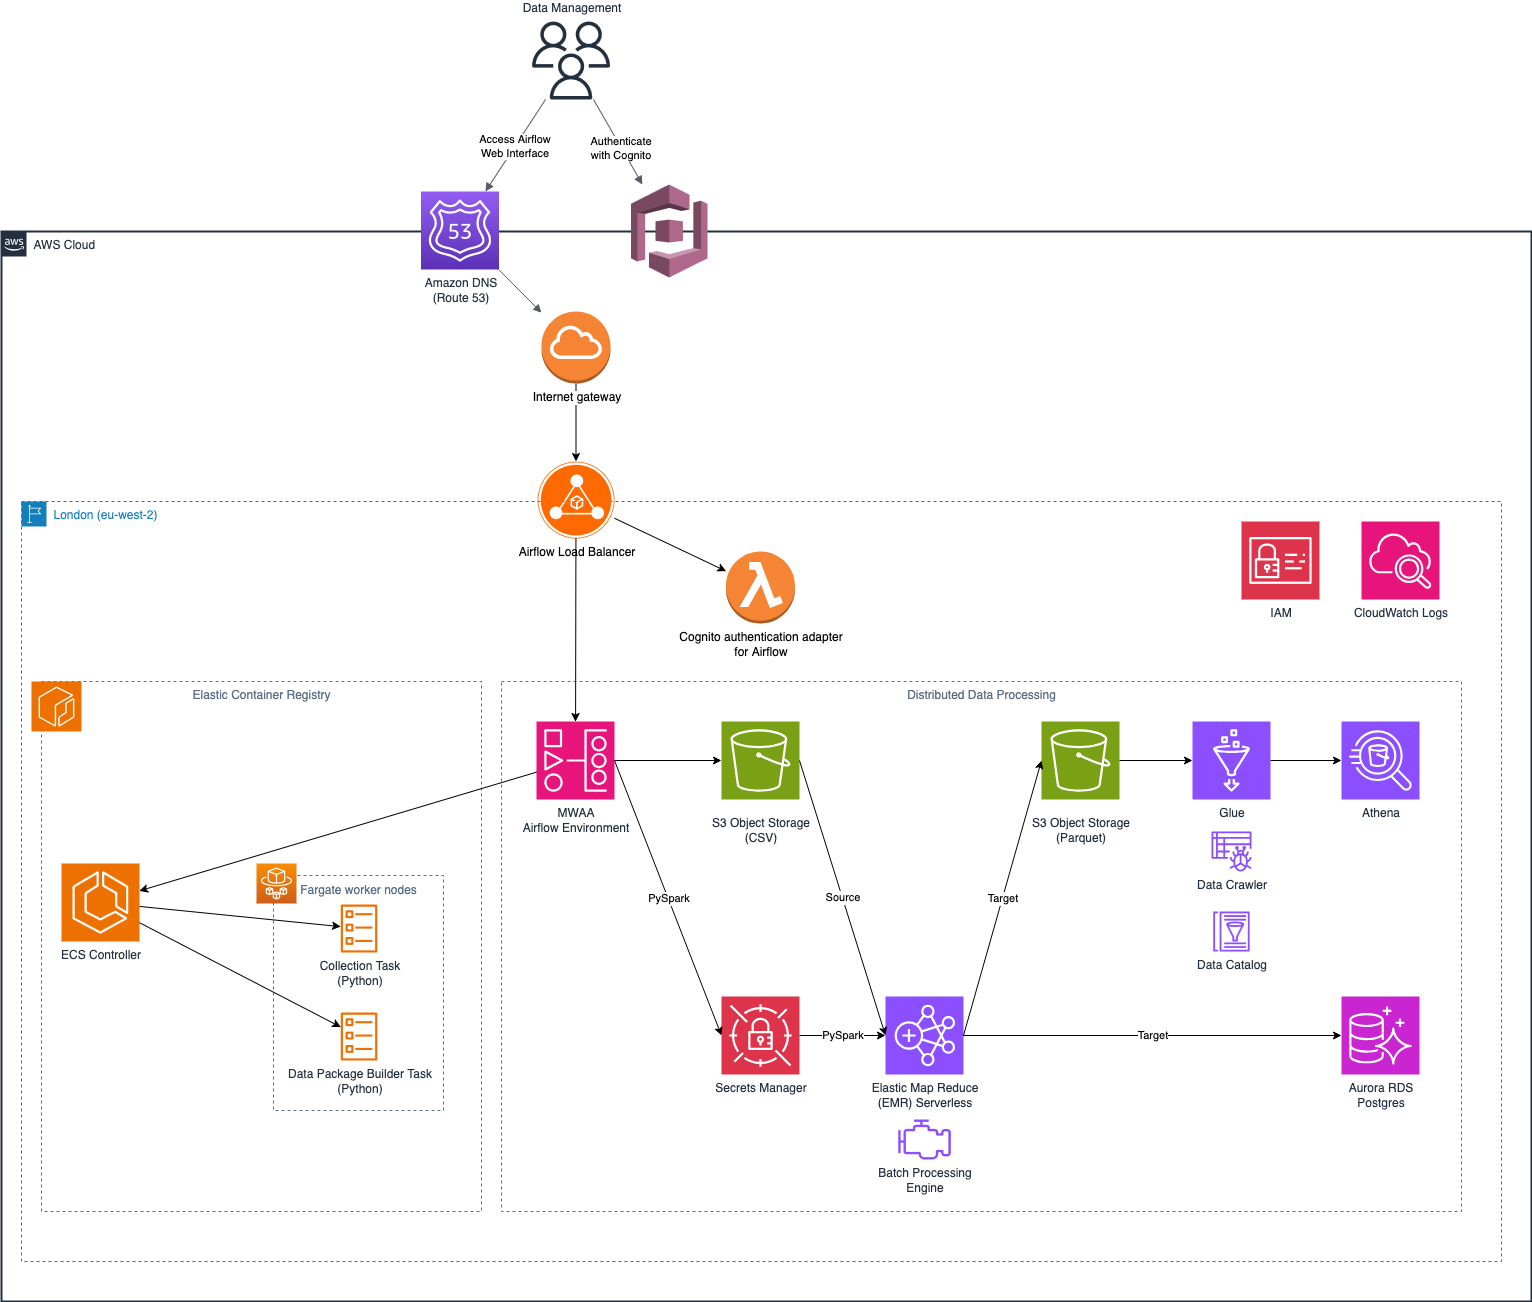 Data Management
Access Airflow
Web Interface
Authenticate
with Cognito
53
aws
AWS Cloud
Amazon DNS
(Route 53)
Internet gateway
London (eu-west-2)
Airflow Load Balancer
Cognito authentication adapter
for Airflow
IAM
CloudWatch Logs
Elastic Container Registry
Distributed Data Processing
MWAA
Airflow Environment
S3 Object Storage
(CSV)
S3 Object Storage
(Parquet)
Glue
Athena
Data Crawler
Data Catalog
PySpark
Source
Target
Fargate worker nodes
ECS Controller
Collection Task
(Python)
Data Package Builder Task
(Python)
PySpark
Target
Secrets Manager
Elastic Map Reduce
(EMR) Serverless
Aurora RDS
Postgres
Batch Processing
Engine